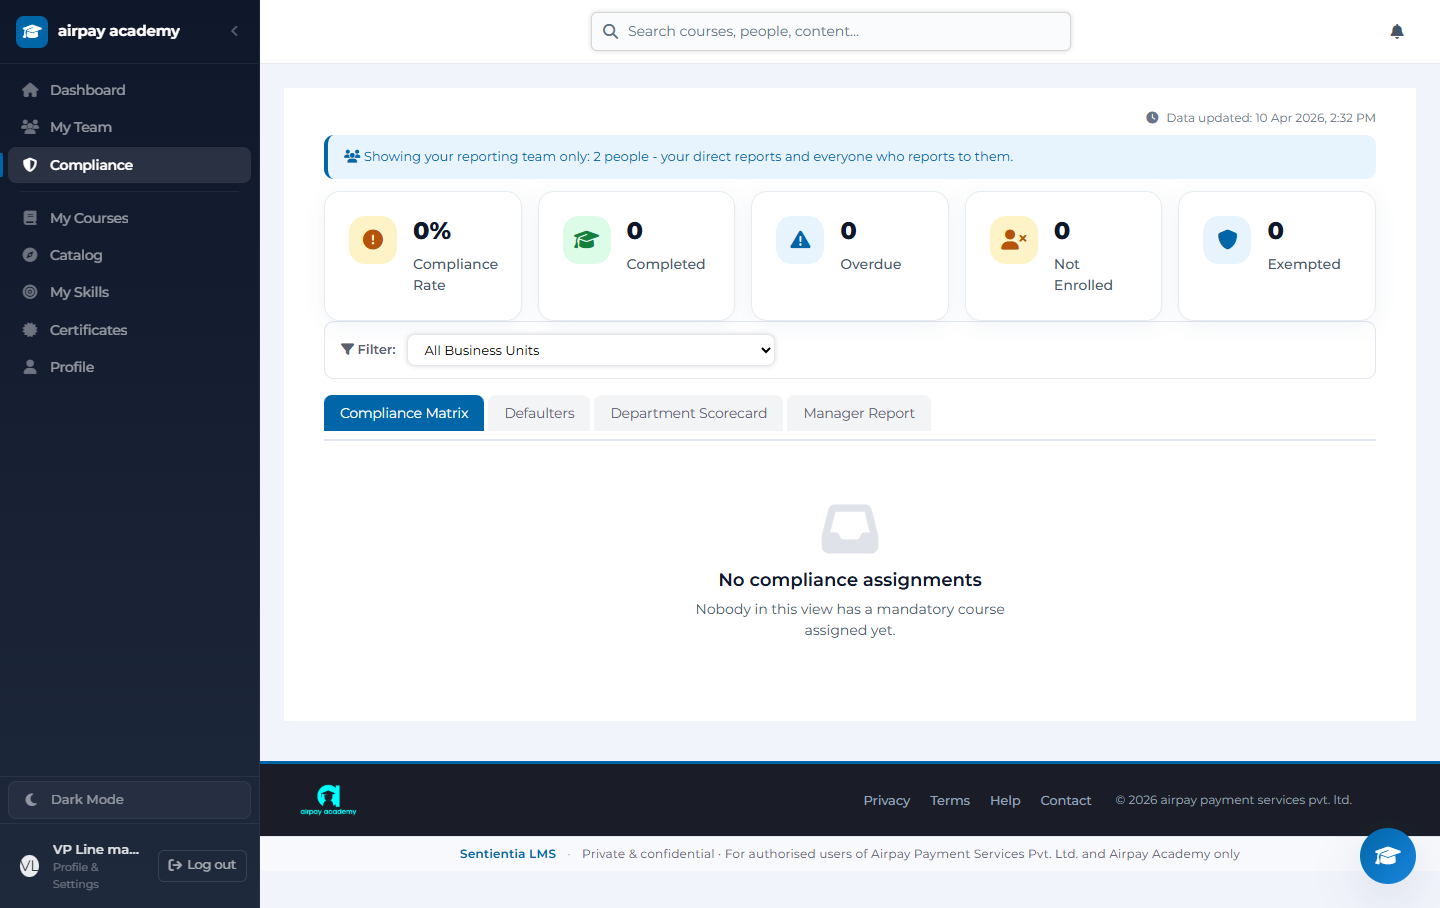 airpay academy
Search courses, people, content...
Dashboard
My Team
Compliance
My Courses
Catalog
My Skills
Certificates
Profile
Dark Mode
VL
VP Line ma...
Profile &
Settings
Log out
Data updated: 10 Apr 2026, 2:32 PM
Showing your reporting team only: 2 people - your direct reports and everyone who reports to them.
0%
Compliance
Rate
0
Completed
0
Overdue
0
Not
Enrolled
0
Exempted
Filter:
All Business Units
Compliance Matrix
Defaulters
Department Scorecard
Manager Report
No compliance assignments
Nobody in this view has a mandatory course
assigned yet.
airpay academy
Privacy
Terms
Help
Contact
© 2026 airpay payment services pvt. ltd.
Sentientia LMS · Private & confidential · For authorised users of Airpay Payment Services Pvt. Ltd. and Airpay Academy only